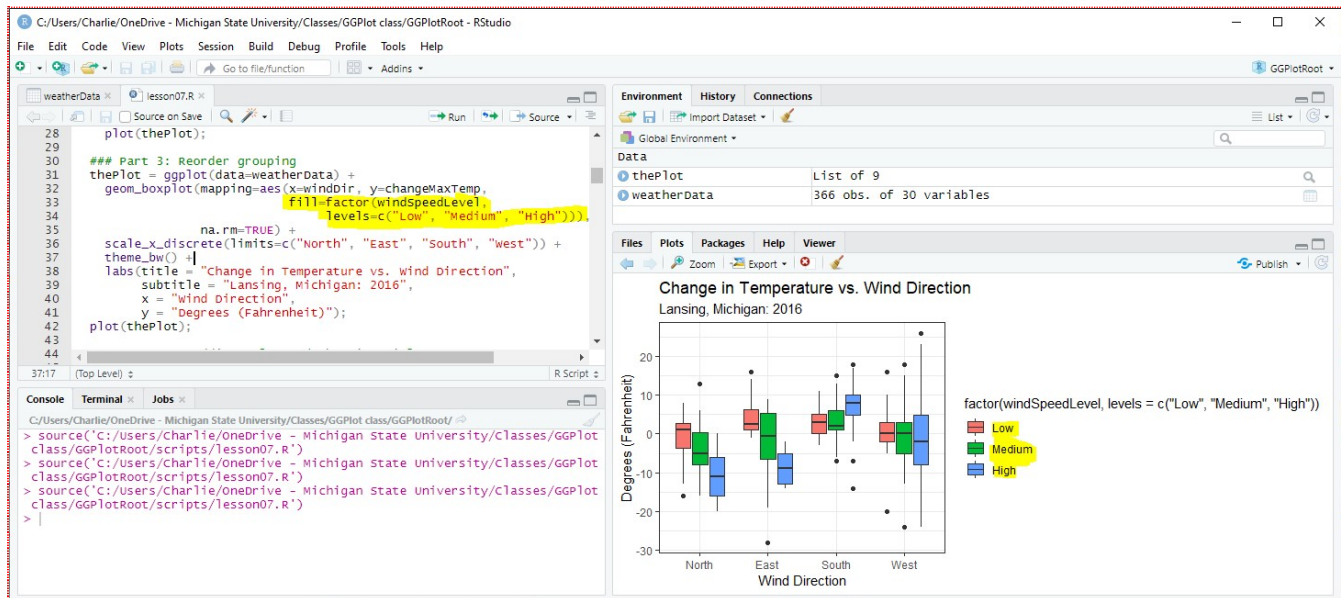 C:/Users/Charlie/OneDrive - Michigan State University/Classes/GGPlot class/GGPlotRoot - RStudio
File Edit Code View Plots Session Build Debug Profile Tools Help
Go to file/function Addins GGPlotRoot
weatherData lesson07.R
Source on Save Run Source
28 plot(thePlot);
29
30 ### Part 3: Reorder grouping
31 thePlot = ggplot(data=weatherData) +
32 geom_boxplot(mapping=aes(x=windDir, y=changeMaxTemp,
33 fill=factor(windSpeedLevel,
34 levels=c("Low", "Medium", "High"))),
35 na.rm=TRUE) +
36 scale_x_discrete(limits=c("North", "East", "South", "West")) +
37 theme_bw() +
38 labs(title = "Change in Temperature vs. Wind Direction",
39 subtitle = "Lansing, Michigan: 2016",
40 x = "Wind Direction",
41 y = "Degrees (Fahrenheit)");
42 plot(thePlot);
43
44
37:17 (Top Level) R Script
Console Terminal Jobs
C:/Users/Charlie/OneDrive - Michigan State University/Classes/GGPlot class/GGPlotRoot/
> source('C:/Users/Charlie/OneDrive - Michigan State University/Classes/GGPlot
class/GGPlotRoot/scripts/lesson07.R')
> source('C:/Users/Charlie/OneDrive - Michigan State University/Classes/GGPlot
class/GGPlotRoot/scripts/lesson07.R')
> source('C:/Users/Charlie/OneDrive - Michigan State University/Classes/GGPlot
class/GGPlotRoot/scripts/lesson07.R')
>
Environment History Connections
Import Dataset List
Global Environment
Data
thePlot List of 9
weatherData 366 obs. of 30 variables
Files Plots Packages Help Viewer
Zoom Export Publish
Change in Temperature vs. Wind Direction
Lansing, Michigan: 2016
Degrees (Fahrenheit)
20
10
0
-10
-20
-30
North East South West
Wind Direction
factor(windSpeedLevel, levels = c("Low", "Medium", "High"))
Low
Medium
High